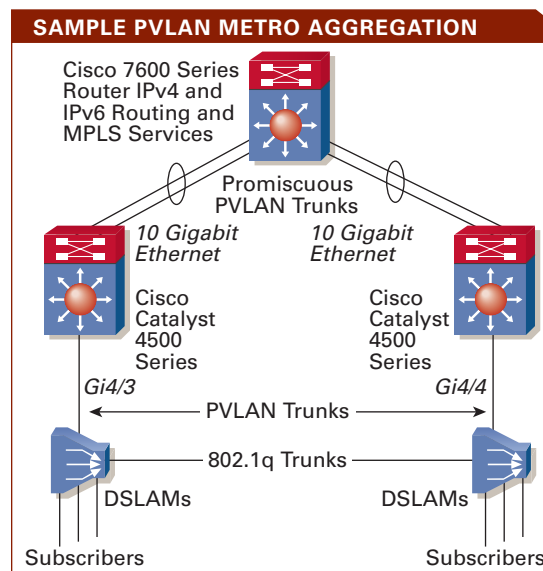 SAMPLE PVLAN METRO AGGREGATION
Cisco 7600 Series
Router IPv4 and
IPv6 Routing and
MPLS Services
Promiscuous
PVLAN Trunks
10 Gigabit
Ethernet
10 Gigabit
Ethernet
Cisco
Catalyst
4500
Series
Cisco
Catalyst
4500
Series
Gi4/3
Gi4/4
PVLAN Trunks
802.1q Trunks
DSLAMs
DSLAMs
Subscribers
Subscribers